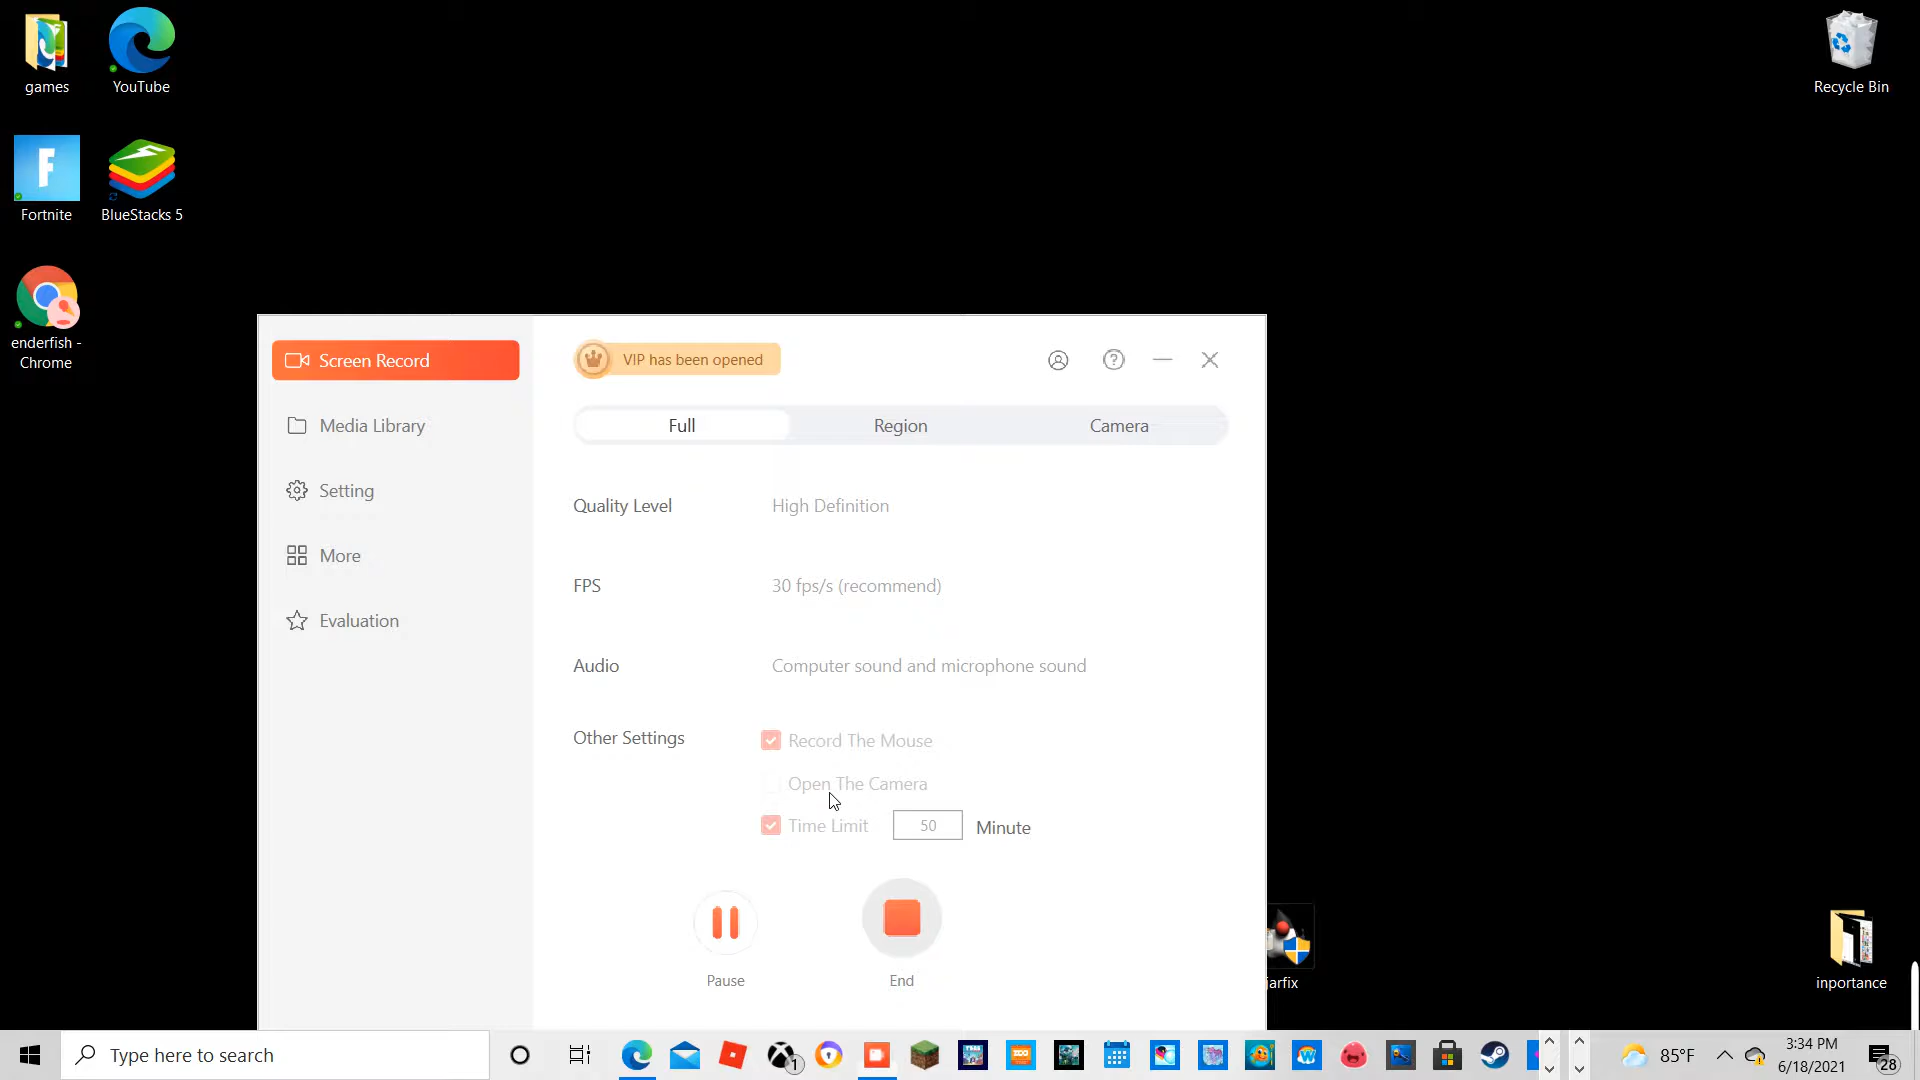 games
YouTube
Recycle Bin
F
Fortnite
BlueStacks 5
enderfish -
Chrome
Screen Record
VIP has been opened
Media Library
Full
Region
Camera
Setting
Quality Level
High Definition
More
FPS
30 fps/s (recommend)
Evaluation
Audio
Computer sound and microphone sound
Other Settings
Record The Mouse
Open The Camera
Time Limit
50
Minute
Pause
End
jarfix
inportance
Type here to search
1
85°F
3:34 PM
6/18/2021
28